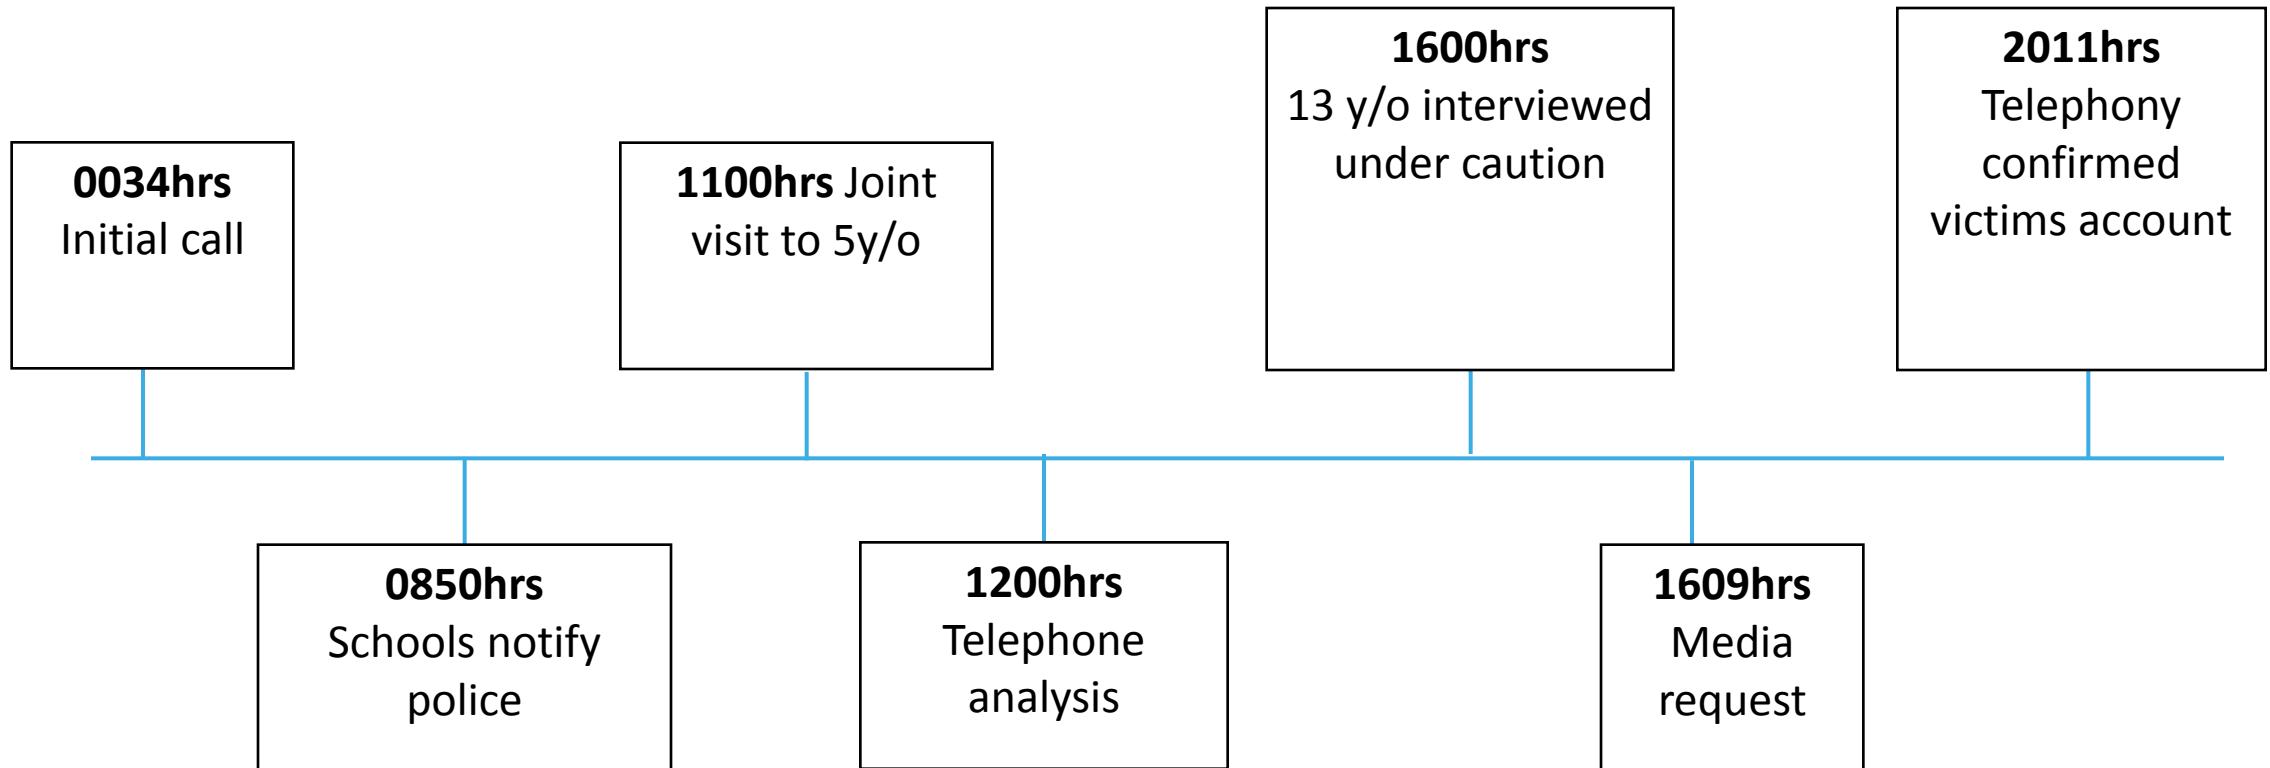 0034hrs
Initial call
0850hrs
Schools notify
police
1100hrs Joint
visit to 5y/o
1200hrs
Telephone
analysis
1600hrs
13 y/o interviewed
under caution
1609hrs
Media
request
2011hrs
Telephony
confirmed
victims account